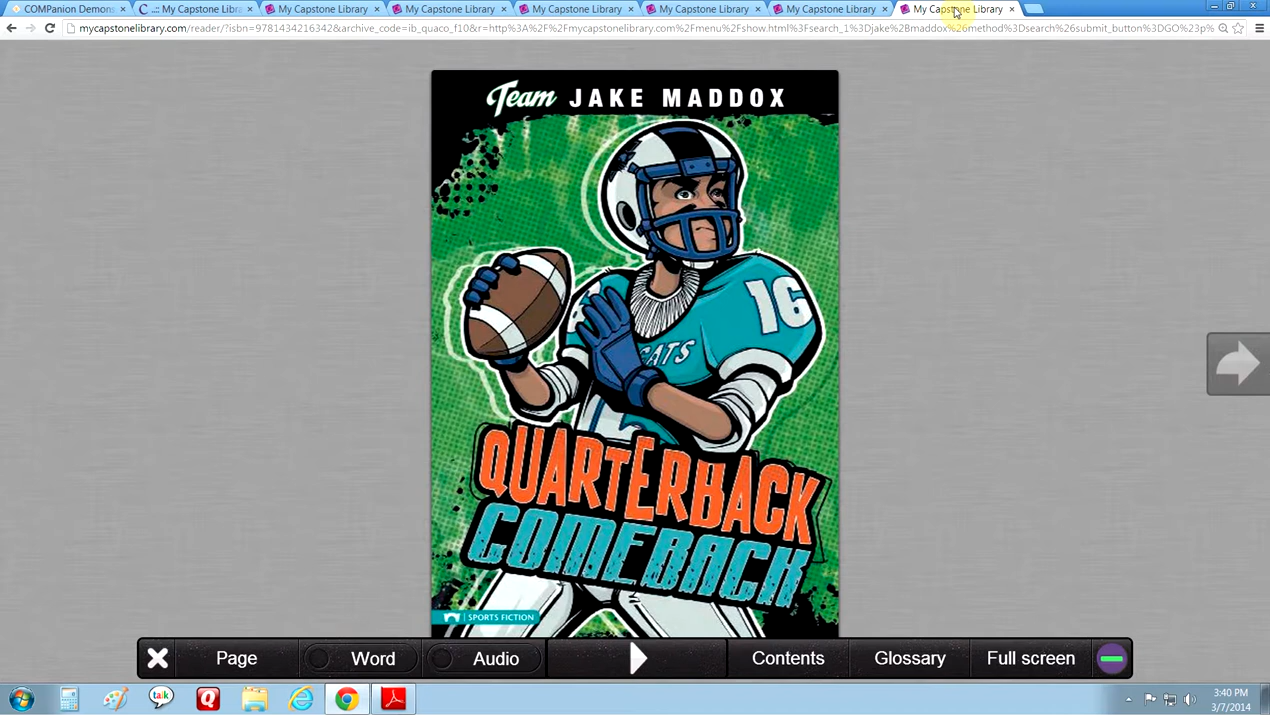 COMPanion Demons
..:: My Capstone Libra
My Capstone Library
My Capstone Library
My Capstone Library
My Capstone Library
My Capstone Library
My Capstone Library
mycapstonelibrary.com/reader/?isbn=9781434216342&archive_code=ib_quaco_f10&r=http%3A%2F%2Fmycapstonelibrary.com%2Fmenu%2Fshow.html%3Fsearch_1%3Djake%2Bmaddox%26method%3Dsearch%26submit_button%3DGO%23p%
Team JAKE MADDOX
16
CATS
QUARTERBACK
COMEBACK
SPORTS FICTION
Page
Word
Audio
Contents
Glossary
Full screen
talk
Q
3:40 PM
3/7/2014